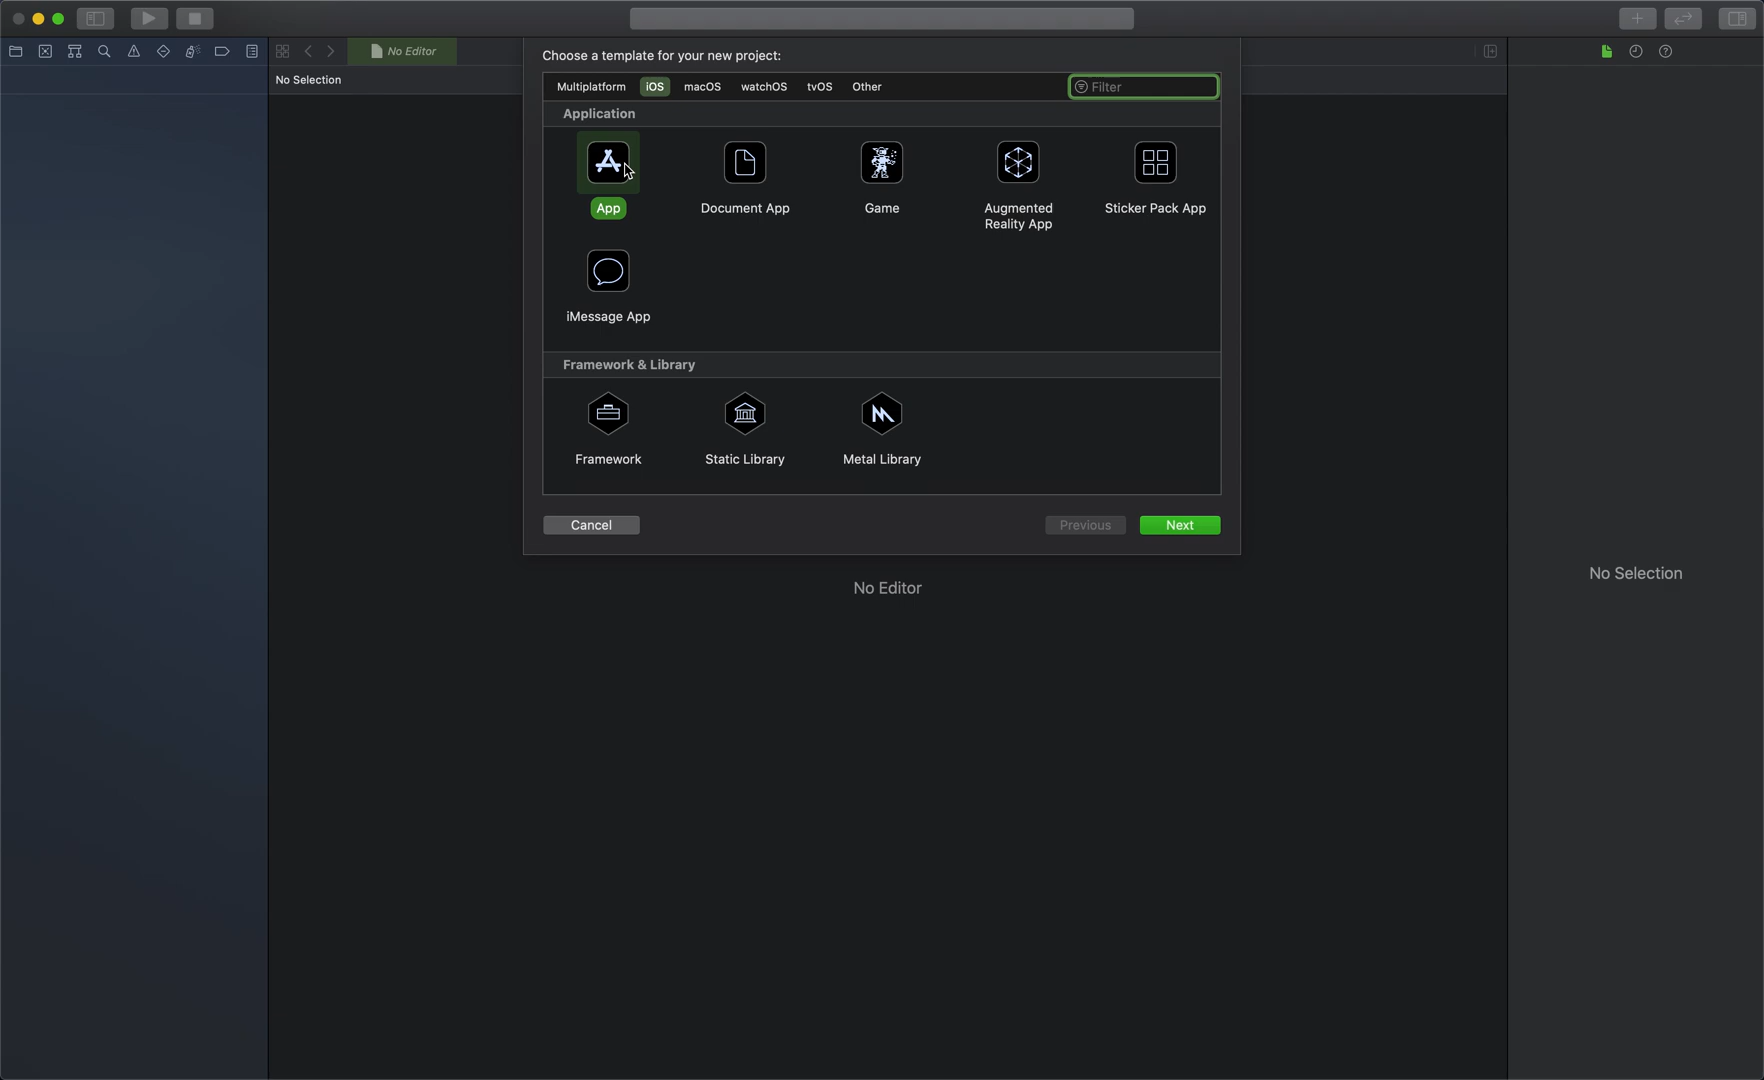 No Editor
No Selection
Choose a template for your new project:
Multiplatform iOS macOS watchOS tvOS Other
Filter
Application
App
Document App
Game
Augmented
Reality App
Sticker Pack App
iMessage App
Framework & Library
Framework
Static Library
Metal Library
Cancel
Previous
Next
No Editor
No Selection